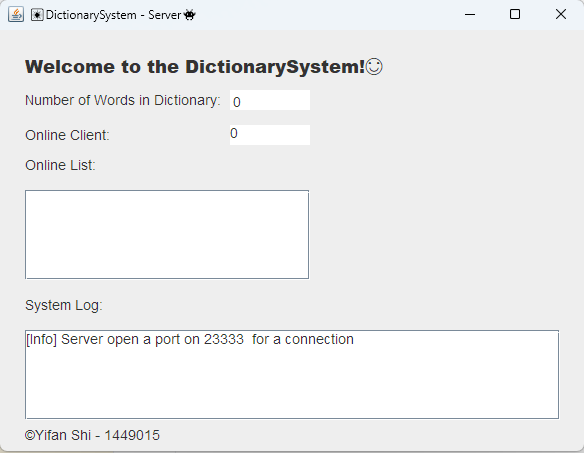 DictionarySystem - Server
Welcome to the DictionarySystem!☺
Number of Words in Dictionary: 0
Online Client: 0
Online List:
System Log:
[Info] Server open a port on 23333  for a connection
©Yifan Shi - 1449015